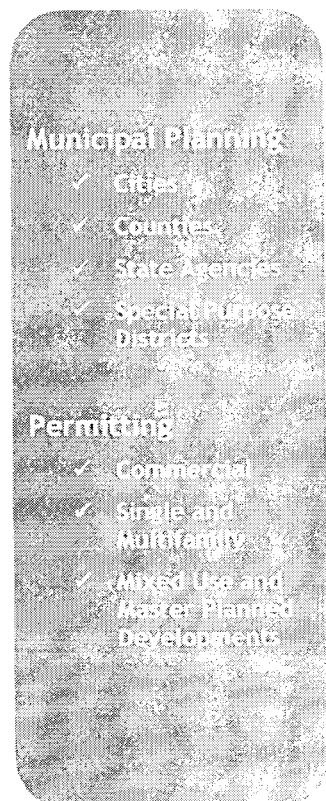 Municipal Planning
✓ Cities
✓ Counties
✓ State Agencies
✓ Special Purpose
Districts
Permitting
✓ Commercial
✓ Single and
Multifamily
✓ Mixed Use and
Master Planned
Developments